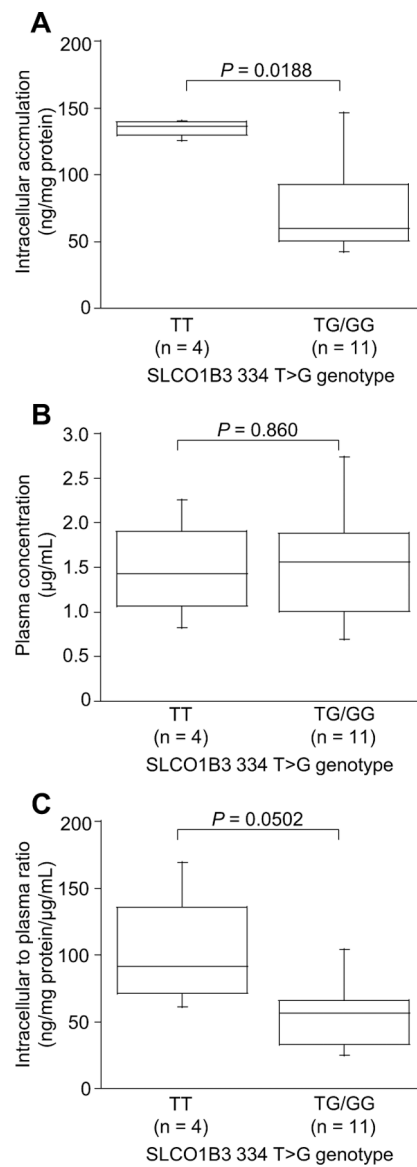 A
200
150
100
50
0
Intracellular accmulation
(ng/mg protein)
P = 0.0188
TT
(n = 4)
TG/GG
(n = 11)
SLCO1B3 334 T>G genotype
B
3.0
2.5
2.0
1.5
1.0
0.5
0
Plasma concentration
(µg/mL)
P = 0.860
TT
(n = 4)
TG/GG
(n = 11)
SLCO1B3 334 T>G genotype
C
200
150
100
50
0
Intracellular to plasma ratio
(ng/mg protein/µg/mL)
P = 0.0502
TT
(n = 4)
TG/GG
(n = 11)
SLCO1B3 334 T>G genotype